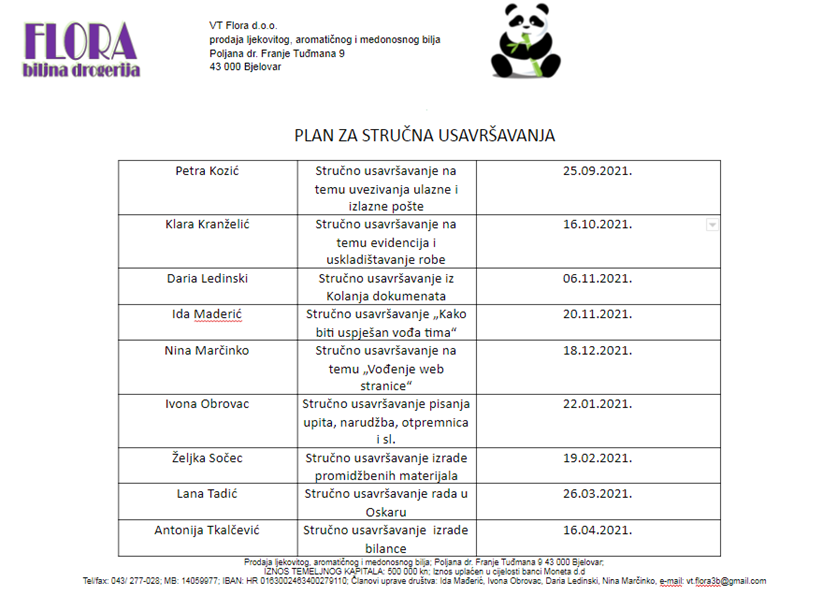 FLORA
biljna drogerija
VT Flora d.o.o.
prodaja ljekovitog, aromatičnog i medonosnog bilja
Poljana dr. Franje Tuđmana 9
43 000 Bjelovar
PLAN ZA STRUČNA USAVRŠAVANJA
Petra Kozić
Stručno usavršavanje na
temu uvezivanja ulazne i
izlazne pošte
25.09.2021.
Klara Kranželić
Stručno usavršavanje na
temu evidencija i
uskladištavanje robe
16.10.2021.
Daria Ledinski
Stručno usavršavanje iz
Kolanja dokumenata
06.11.2021.
Ida Maderić
Stručno usavršavanje „Kako
biti uspješan vođa tima“
20.11.2021.
Nina Marčinko
Stručno usavršavanje na
temu „Vođenje web
stranice“
18.12.2021.
Ivona Obrovac
Stručno usavršavanje pisanja
upita, narudžba, otpremnica
i sl.
22.01.2021.
Željka Sočec
Stručno usavršavanje izrade
promidžbenih materijala
19.02.2021.
Lana Tadić
Stručno usavršavanje rada u
Oskaru
26.03.2021.
Antonija Tkalčević
Stručno usavršavanje izrade
bilance
16.04.2021.
Prodaja ljekovitog, aromatičnog i medonosnog bilja; Poljana dr. Franje Tuđmana 9 43 000 Bjelovar;
IZNOS TEMELJNOG KAPITALA: 500 000 kn; Iznos uplaćen u cijelosti banci Moneta d.d
Tel/fax: 043/ 277-028; MB: 14059977; IBAN: HR 0163002463400279110; Članovi uprave društva: Ida Mađerić, Ivona Obrovac, Daria Ledinski, Nina Marčinko, e-mail: vt.flora3b@gmail.com